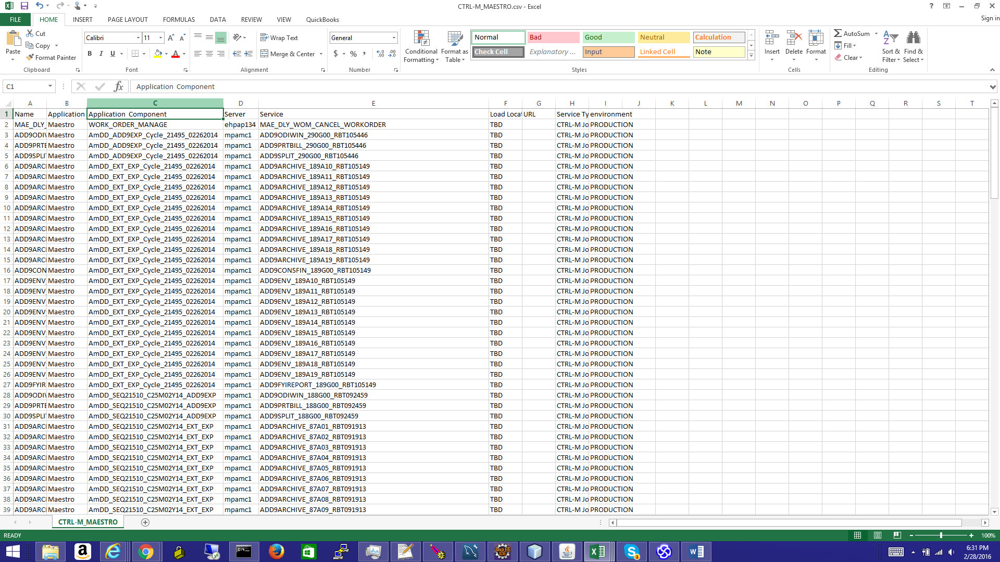 CTRL-M_MAESTRO.csv - Excel
Sign in
FILE HOME INSERT PAGE LAYOUT FORMULAS DATA REVIEW VIEW QuickBooks
Paste
Cut
Copy
Format Painter
Clipboard
Calibri 11
B I U
Font
Wrap Text
Merge & Center
Alignment
General
$ % ,
Number
Conditional Formatting
Format as Table
Normal Bad Good Neutral Calculation
Check Cell Explanatory ... Input Linked Cell Note
Styles
Insert Delete Format
Cells
AutoSum
Fill
Clear
Sort & Filter
Find & Select
Editing
C1 fx Application Component
A B C D E F G H I J K L M N O P Q R S T
1 Name Application Application Component Server Service Load Locat URL Service Ty environment
2 MAE_DLY_ Maestro WORK_ORDER_MANAGE ehpap134 MAE_DLY_WOM_CANCEL_WORKORDER TBD CTRL-M Jo PRODUCTION
3 ADD9ODIW Maestro AmDD_ADD9EXP_Cycle_21495_02262014 mpamc1 ADD9ODIWIN_290G00_RBT105446 TBD CTRL-M Jo PRODUCTION
4 ADD9PRTB Maestro AmDD_ADD9EXP_Cycle_21495_02262014 mpamc1 ADD9PRTBILL_290G00_RBT105446 TBD CTRL-M Jo PRODUCTION
5 ADD9SPLIT Maestro AmDD_ADD9EXP_Cycle_21495_02262014 mpamc1 ADD9SPLIT_290G00_RBT105446 TBD CTRL-M Jo PRODUCTION
6 ADD9ARC Maestro AmDD_EXT_EXP_Cycle_21495_02262014 mpamc1 ADD9ARCHIVE_189A10_RBT105149 TBD CTRL-M Jo PRODUCTION
7 ADD9ARC Maestro AmDD_EXT_EXP_Cycle_21495_02262014 mpamc1 ADD9ARCHIVE_189A11_RBT105149 TBD CTRL-M Jo PRODUCTION
8 ADD9ARC Maestro AmDD_EXT_EXP_Cycle_21495_02262014 mpamc1 ADD9ARCHIVE_189A12_RBT105149 TBD CTRL-M Jo PRODUCTION
9 ADD9ARC Maestro AmDD_EXT_EXP_Cycle_21495_02262014 mpamc1 ADD9ARCHIVE_189A13_RBT105149 TBD CTRL-M Jo PRODUCTION
10 ADD9ARC Maestro AmDD_EXT_EXP_Cycle_21495_02262014 mpamc1 ADD9ARCHIVE_189A14_RBT105149 TBD CTRL-M Jo PRODUCTION
11 ADD9ARC Maestro AmDD_EXT_EXP_Cycle_21495_02262014 mpamc1 ADD9ARCHIVE_189A15_RBT105149 TBD CTRL-M Jo PRODUCTION
12 ADD9ARC Maestro AmDD_EXT_EXP_Cycle_21495_02262014 mpamc1 ADD9ARCHIVE_189A16_RBT105149 TBD CTRL-M Jo PRODUCTION
13 ADD9ARC Maestro AmDD_EXT_EXP_Cycle_21495_02262014 mpamc1 ADD9ARCHIVE_189A17_RBT105149 TBD CTRL-M Jo PRODUCTION
14 ADD9ARC Maestro AmDD_EXT_EXP_Cycle_21495_02262014 mpamc1 ADD9ARCHIVE_189A18_RBT105149 TBD CTRL-M Jo PRODUCTION
15 ADD9ARC Maestro AmDD_EXT_EXP_Cycle_21495_02262014 mpamc1 ADD9ARCHIVE_189A19_RBT105149 TBD CTRL-M Jo PRODUCTION
16 ADD9CON Maestro AmDD_EXT_EXP_Cycle_21495_02262014 mpamc1 ADD9CONSFIN_189G00_RBT105149 TBD CTRL-M Jo PRODUCTION
17 ADD9ENV_ Maestro AmDD_EXT_EXP_Cycle_21495_02262014 mpamc1 ADD9ENV_189A10_RBT105149 TBD CTRL-M Jo PRODUCTION
18 ADD9ENV_ Maestro AmDD_EXT_EXP_Cycle_21495_02262014 mpamc1 ADD9ENV_189A11_RBT105149 TBD CTRL-M Jo PRODUCTION
19 ADD9ENV_ Maestro AmDD_EXT_EXP_Cycle_21495_02262014 mpamc1 ADD9ENV_189A12_RBT105149 TBD CTRL-M Jo PRODUCTION
20 ADD9ENV_ Maestro AmDD_EXT_EXP_Cycle_21495_02262014 mpamc1 ADD9ENV_189A13_RBT105149 TBD CTRL-M Jo PRODUCTION
21 ADD9ENV_ Maestro AmDD_EXT_EXP_Cycle_21495_02262014 mpamc1 ADD9ENV_189A14_RBT105149 TBD CTRL-M Jo PRODUCTION
22 ADD9ENV_ Maestro AmDD_EXT_EXP_Cycle_21495_02262014 mpamc1 ADD9ENV_189A15_RBT105149 TBD CTRL-M Jo PRODUCTION
23 ADD9ENV_ Maestro AmDD_EXT_EXP_Cycle_21495_02262014 mpamc1 ADD9ENV_189A16_RBT105149 TBD CTRL-M Jo PRODUCTION
24 ADD9ENV_ Maestro AmDD_EXT_EXP_Cycle_21495_02262014 mpamc1 ADD9ENV_189A17_RBT105149 TBD CTRL-M Jo PRODUCTION
25 ADD9ENV_ Maestro AmDD_EXT_EXP_Cycle_21495_02262014 mpamc1 ADD9ENV_189A18_RBT105149 TBD CTRL-M Jo PRODUCTION
26 ADD9ENV_ Maestro AmDD_EXT_EXP_Cycle_21495_02262014 mpamc1 ADD9ENV_189A19_RBT105149 TBD CTRL-M Jo PRODUCTION
27 ADD9FYIR Maestro AmDD_EXT_EXP_Cycle_21495_02262014 mpamc1 ADD9FYIREPORT_189G00_RBT105149 TBD CTRL-M Jo PRODUCTION
28 ADD9ODIW Maestro AmDD_SEQ21510_C25M02Y14_ADD9EXP mpamc1 ADD9ODIWIN_188G00_RBT092459 TBD CTRL-M Jo PRODUCTION
29 ADD9PRTB Maestro AmDD_SEQ21510_C25M02Y14_ADD9EXP mpamc1 ADD9PRTBILL_188G00_RBT092459 TBD CTRL-M Jo PRODUCTION
30 ADD9SPLIT Maestro AmDD_SEQ21510_C25M02Y14_ADD9EXP mpamc1 ADD9SPLIT_188G00_RBT092459 TBD CTRL-M Jo PRODUCTION
31 ADD9ARC Maestro AmDD_SEQ21510_C25M02Y14_EXT_EXP mpamc1 ADD9ARCHIVE_87A01_RBT091913 TBD CTRL-M Jo PRODUCTION
32 ADD9ARC Maestro AmDD_SEQ21510_C25M02Y14_EXT_EXP mpamc1 ADD9ARCHIVE_87A02_RBT091913 TBD CTRL-M Jo PRODUCTION
33 ADD9ARC Maestro AmDD_SEQ21510_C25M02Y14_EXT_EXP mpamc1 ADD9ARCHIVE_87A03_RBT091913 TBD CTRL-M Jo PRODUCTION
34 ADD9ARC Maestro AmDD_SEQ21510_C25M02Y14_EXT_EXP mpamc1 ADD9ARCHIVE_87A04_RBT091913 TBD CTRL-M Jo PRODUCTION
35 ADD9ARC Maestro AmDD_SEQ21510_C25M02Y14_EXT_EXP mpamc1 ADD9ARCHIVE_87A05_RBT091913 TBD CTRL-M Jo PRODUCTION
36 ADD9ARC Maestro AmDD_SEQ21510_C25M02Y14_EXT_EXP mpamc1 ADD9ARCHIVE_87A06_RBT091913 TBD CTRL-M Jo PRODUCTION
37 ADD9ARC Maestro AmDD_SEQ21510_C25M02Y14_EXT_EXP mpamc1 ADD9ARCHIVE_87A07_RBT091913 TBD CTRL-M Jo PRODUCTION
38 ADD9ARC Maestro AmDD_SEQ21510_C25M02Y14_EXT_EXP mpamc1 ADD9ARCHIVE_87A08_RBT091913 TBD CTRL-M Jo PRODUCTION
39 ADD9ARC Maestro AmDD_SEQ21510_C25M02Y14_EXT_EXP mpamc1 ADD9ARCHIVE_87A09_RBT091913 TBD CTRL-M Jo PRODUCTION
CTRL-M_MAESTRO
READY
100%
6:31 PM
2/28/2016